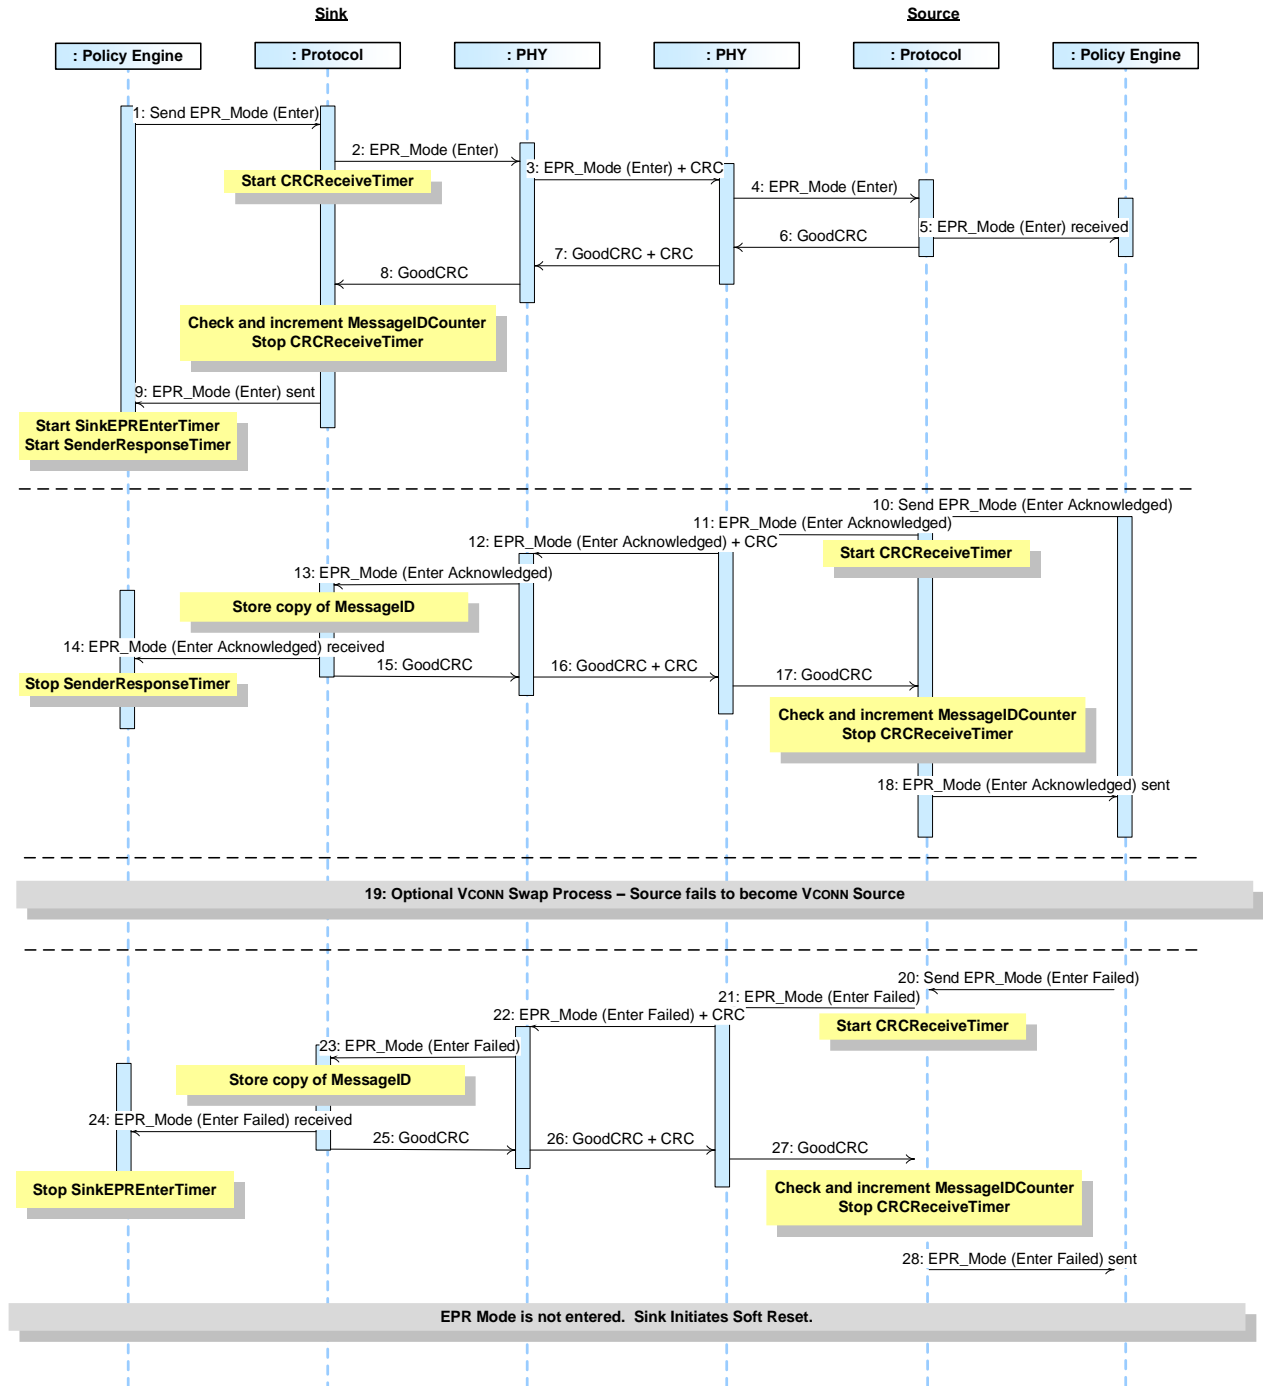 Sink
Source
: Policy Engine
: Protocol
: PHY
: PHY
: Protocol
: Policy Engine
1: Send EPR_Mode (Enter)
2: EPR_Mode (Enter)
Start CRCReceiveTimer
3: EPR_Mode (Enter) + CRC
4: EPR_Mode (Enter)
5: EPR_Mode (Enter) received
6: GoodCRC
7: GoodCRC + CRC
8: GoodCRC
Check and increment MessageIDCounter
Stop CRCReceiveTimer
9: EPR_Mode (Enter) sent
Start SinkEPREnterTimer
Start SenderResponseTimer
10: Send EPR_Mode (Enter Acknowledged)
11: EPR_Mode (Enter Acknowledged)
12: EPR_Mode (Enter Acknowledged) + CRC
Start CRCReceiveTimer
13: EPR_Mode (Enter Acknowledged)
Store copy of MessageID
14: EPR_Mode (Enter Acknowledged) received
15: GoodCRC
16: GoodCRC + CRC
17: GoodCRC
Stop SenderResponseTimer
Check and increment MessageIDCounter
Stop CRCReceiveTimer
18: EPR_Mode (Enter Acknowledged) sent
19: Optional VCONN Swap Process – Source fails to become VCONN Source
20: Send EPR_Mode (Enter Failed)
21: EPR_Mode (Enter Failed)
22: EPR_Mode (Enter Failed) + CRC
Start CRCReceiveTimer
23: EPR_Mode (Enter Failed)
Store copy of MessageID
24: EPR_Mode (Enter Failed) received
25: GoodCRC
26: GoodCRC + CRC
27: GoodCRC
Stop SinkEPREnterTimer
Check and increment MessageIDCounter
Stop CRCReceiveTimer
28: EPR_Mode (Enter Failed) sent
EPR Mode is not entered.  Sink Initiates Soft Reset.